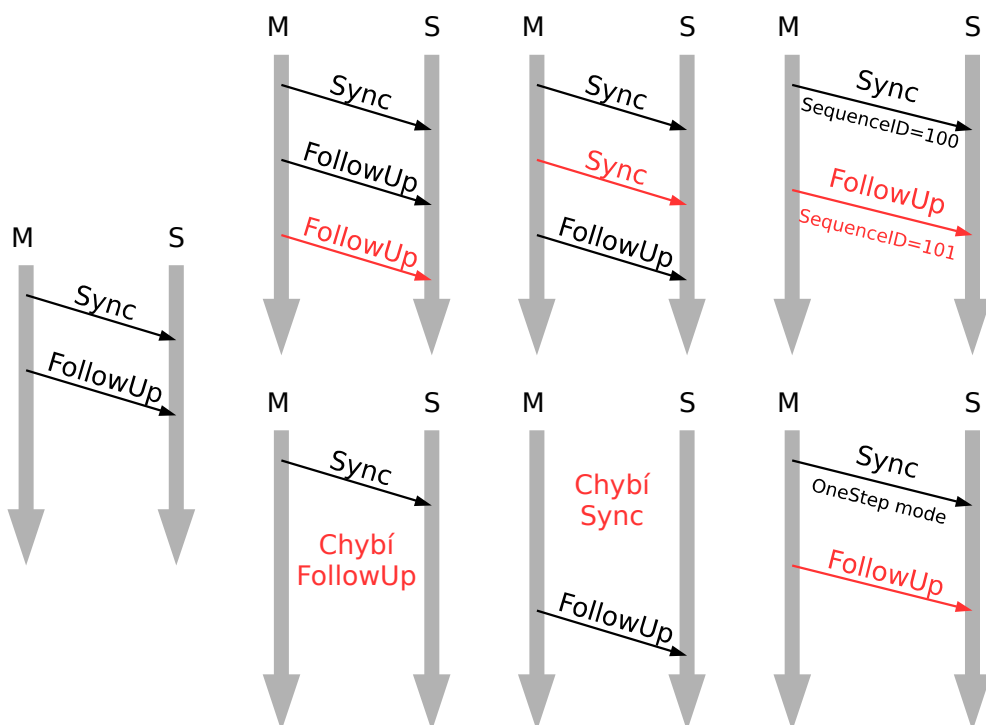 M S
Sync
FollowUp
M S
Sync
FollowUp
FollowUp
M S
Sync
Sync
FollowUp
M S
Sync
SequenceID=100
FollowUp
SequenceID=101
M S
Sync
Chybí
FollowUp
M S
Chybí
Sync
FollowUp
M S
Sync
OneStep mode
FollowUp